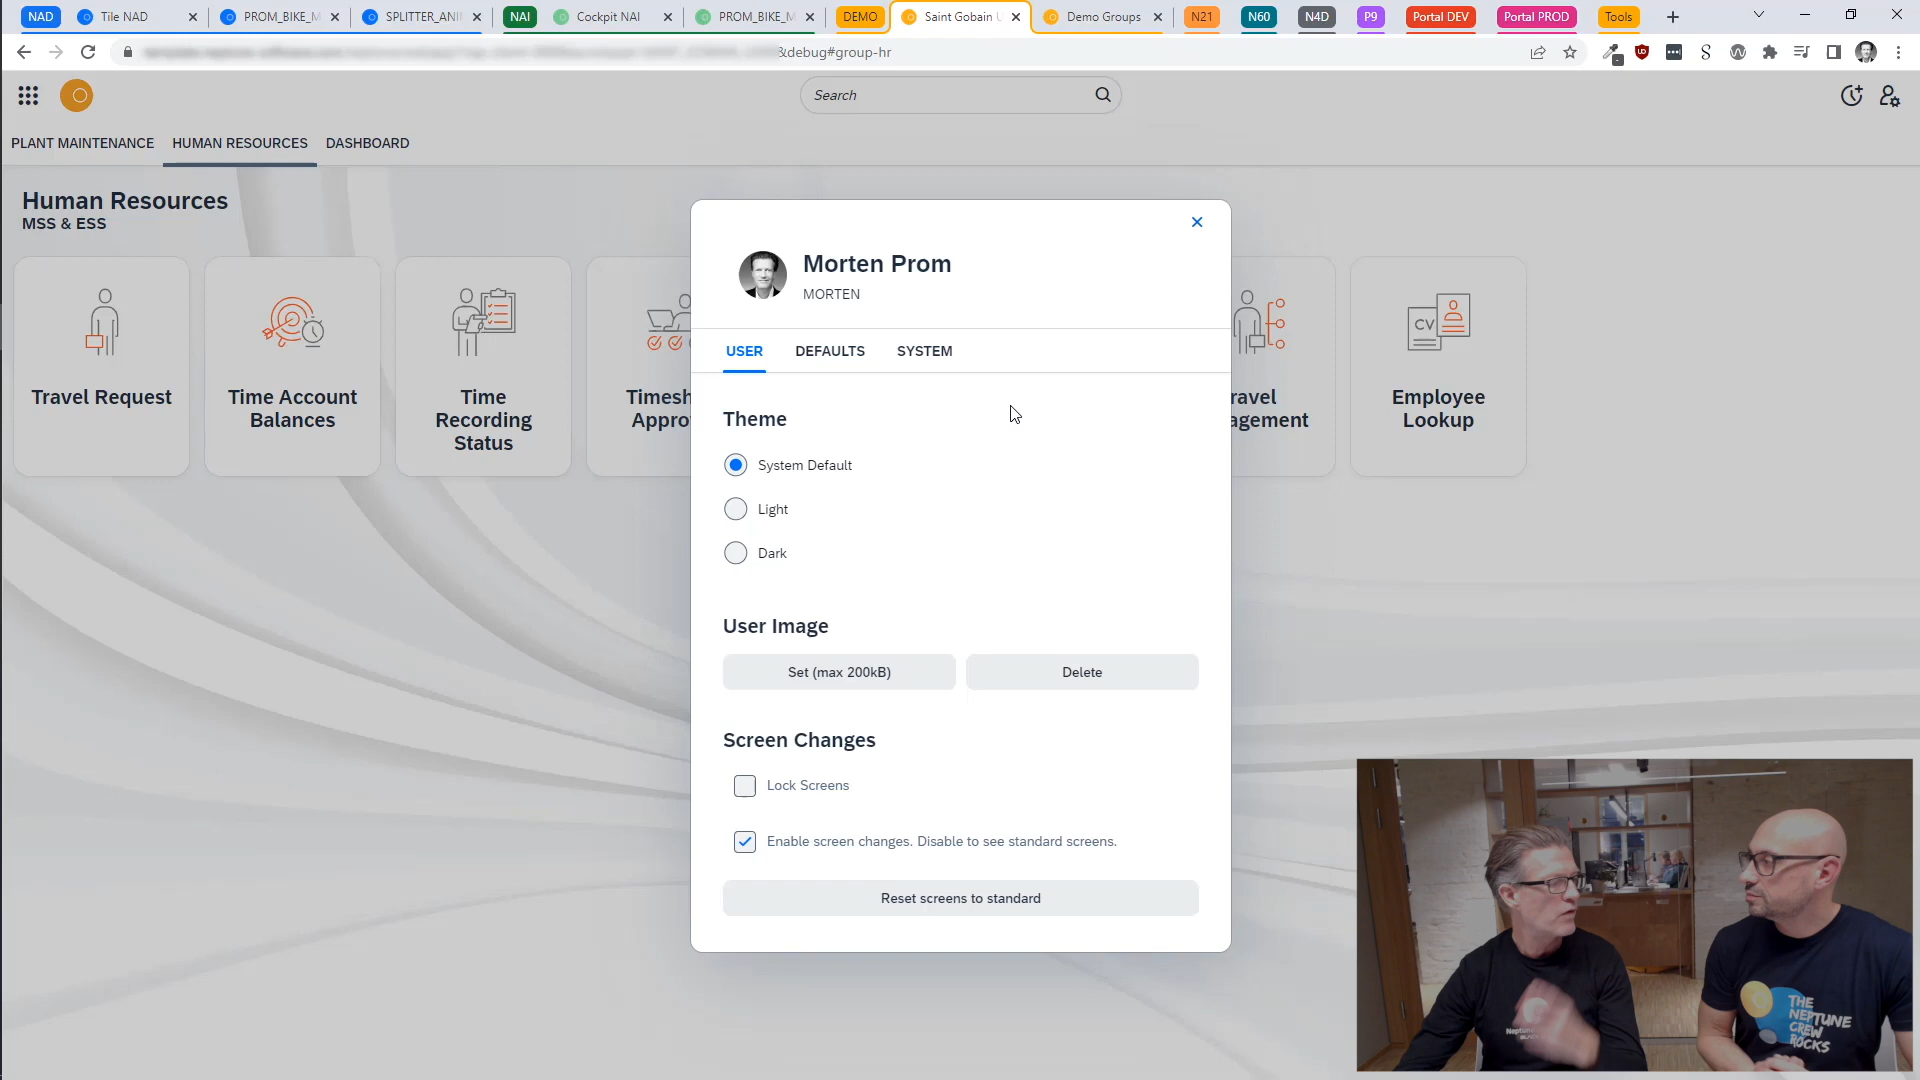 NAD
Tile NAD
PROM_BIKE_M
SPLITTER_ANI
NAI
Cockpit NAI
PROM_BIKE_M
DEMO
Saint Gobain U
Demo Groups
N21
N60
N4D
P9
Portal DEV
Portal PROD
Tools
&debug#group-hr
Search
PLANT MAINTENANCE
HUMAN RESOURCES
DASHBOARD
Human Resources
MSS & ESS
Travel Request
Time Account
Balances
Time
Recording
Status
Timesh
Appro
ravel
agement
CV
Employee
Lookup
Morten Prom
MORTEN
USER
DEFAULTS
SYSTEM
Theme
System Default
Light
Dark
User Image
Set (max 200kB)
Delete
Screen Changes
Lock Screens
Enable screen changes. Disable to see standard screens.
Reset screens to standard
THE
NEPTUNE
CREW
ROCKS